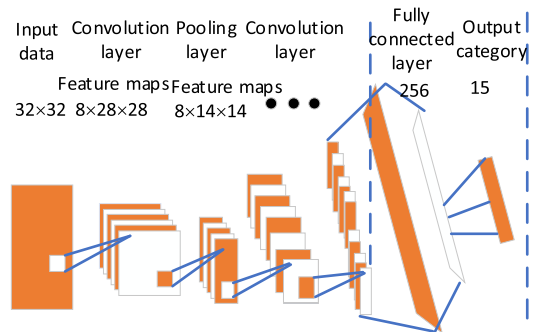 Input
data
Convolution
layer
Pooling
layer
Convolution
layer
Fully
connected
layer
Output
category
Feature maps
Feature maps
32×32
8×28×28
8×14×14
256
15